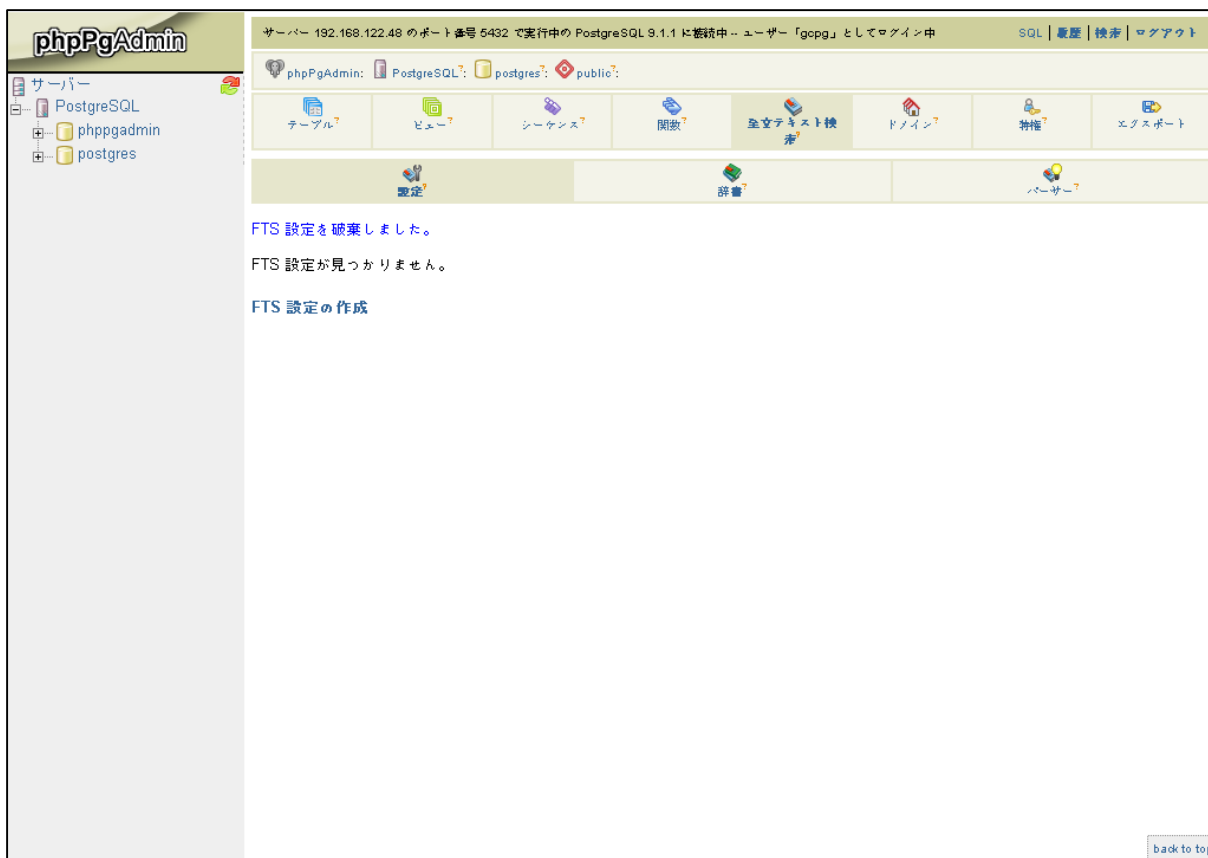 phpPgAdmin
サーバー
PostgreSQL
phppgadmin
postgres
サーバー 192.168.122.48 のポート番号 5432 で実行中の PostgreSQL 9.1.1 に接続中 -- ユーザー「gcpg」としてログイン中
SQL | 履歴 | 検索 | ログアウト
phpPgAdmin: PostgreSQL?: postgres?: public?:
テーブル?
ビュー?
シーケンス?
関数?
全文テキスト検索?
ドメイン?
特権?
エクスポート
設定?
辞書?
パーサー?
FTS 設定を破棄しました。
FTS 設定が見つかりません。
FTS 設定の作成
back to top